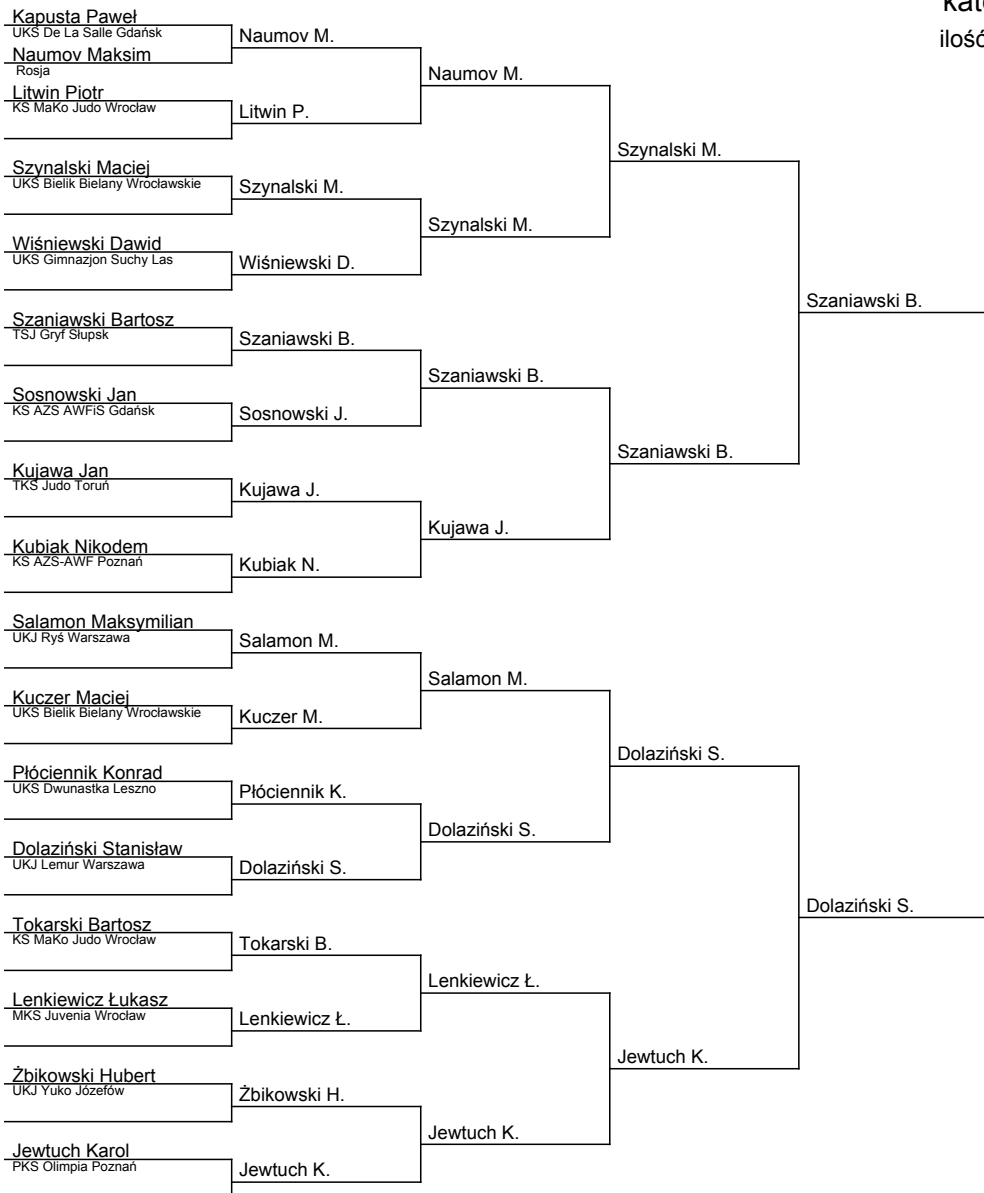 kate
ilość
Kapusta Paweł
UKS De La Salle Gdańsk
Naumov M.
Naumov Maksim
Rosja
Naumov M.
Litwin Piotr
KS MaKo Judo Wrocław
Litwin P.
Szynalski M.
Szynalski Maciej
UKS Bielik Bielany Wrocławskie
Szynalski M.
Szynalski M.
Wiśniewski Dawid
UKS Gimnazjon Suchy Las
Wiśniewski D.
Szaniawski B.
Szaniawski Bartosz
TSJ Gryf Słupsk
Szaniawski B.
Szaniawski B.
Sosnowski Jan
KS AZS AWFiS Gdańsk
Sosnowski J.
Szaniawski B.
Kujawa Jan
TKS Judo Toruń
Kujawa J.
Kujawa J.
Kubiak Nikodem
KS AZS-AWF Poznań
Kubiak N.
Salamon Maksymilian
UKJ Ryś Warszawa
Salamon M.
Salamon M.
Kuczer Maciej
UKS Bielik Bielany Wrocławskie
Kuczer M.
Dolaziński S.
Płóciennik Konrad
UKS Dwunastka Leszno
Płóciennik K.
Dolaziński S.
Dolaziński Stanisław
UKJ Lemur Warszawa
Dolaziński S.
Dolaziński S.
Tokarski Bartosz
KS MaKo Judo Wrocław
Tokarski B.
Lenkiewicz Ł.
Lenkiewicz Łukasz
MKS Juvenia Wrocław
Lenkiewicz Ł.
Jewtuch K.
Żbikowski Hubert
UKJ Yuko Józefów
Żbikowski H.
Jewtuch K.
Jewtuch Karol
PKS Olimpia Poznań
Jewtuch K.